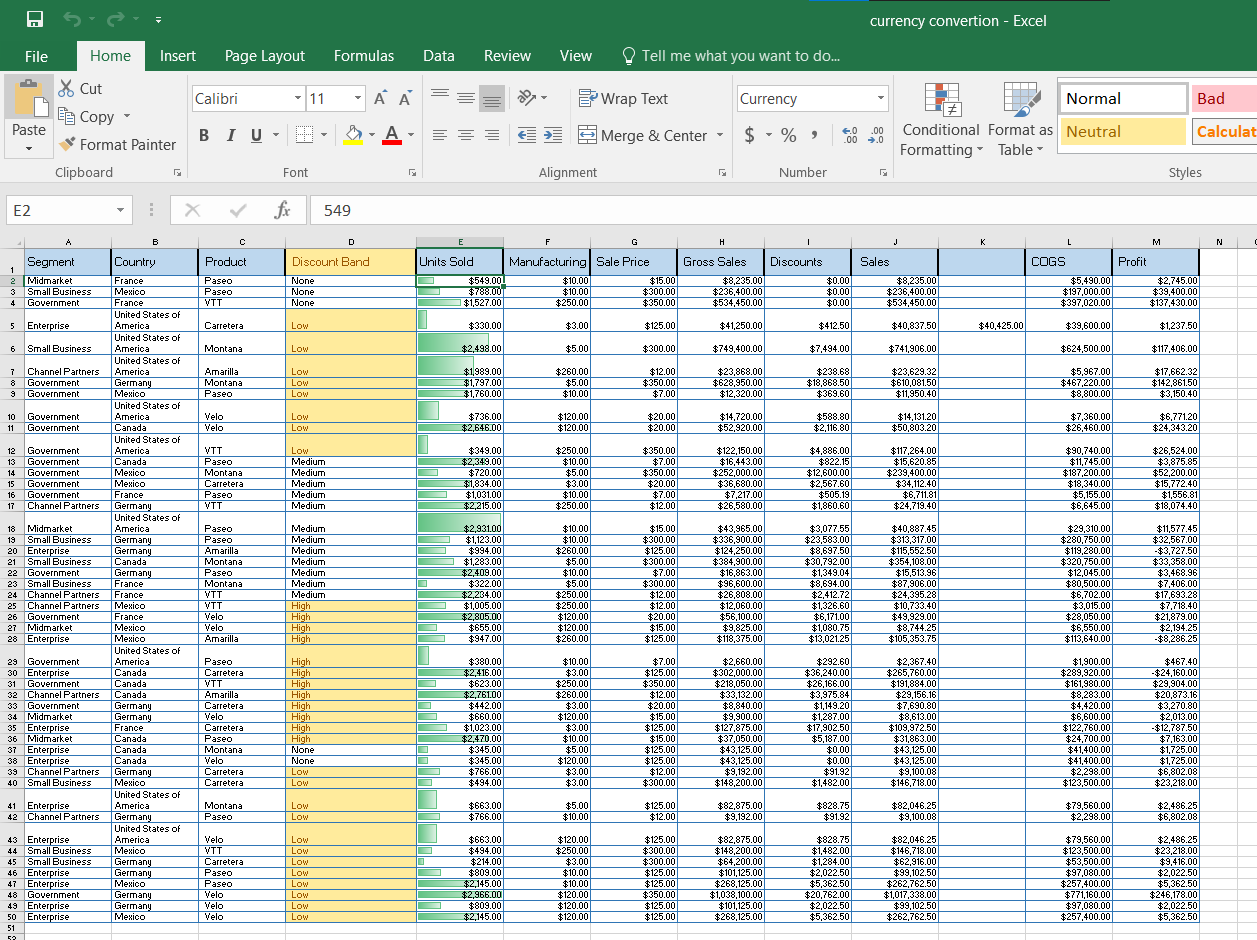 currency convertion - Excel
File Home Insert Page Layout Formulas Data Review View Tell me what you want to do...
Paste Cut Copy Format Painter
Calibri 11
B I U A A A
Wrap Text Merge & Center
Currency
$ % ,
Conditional Formatting Format as Table
Normal Bad
Neutral Calculat
Clipboard Font Alignment Number Styles
E2 fx 549
A B C D E F G H I J K L M N
1 Segment Country Product Discount Band Units Sold Manufacturing Sale Price Gross Sales Discounts Sales COGS Profit
2 Midmarket France Paseo None $549.00 $10.00 $15.00 $8,235.00 $0.00 $8,235.00 $5,490.00 $2,745.00
3 Small Business Mexico Paseo None $788.00 $10.00 $300.00 $236,400.00 $0.00 $236,400.00 $197,000.00 $39,400.00
4 Government France VTT None $1,527.00 $250.00 $350.00 $534,450.00 $0.00 $534,450.00 $397,020.00 $137,430.00
5 Enterprise United States of America Carretera Low $330.00 $3.00 $125.00 $41,250.00 $412.50 $40,837.50 $40,425.00 $39,600.00 $1,237.50
6 Small Business United States of America Montana Low $2,498.00 $5.00 $300.00 $749,400.00 $7,494.00 $741,906.00 $624,500.00 $117,406.00
7 Channel Partners United States of America Amarilla Low $1,989.00 $260.00 $12.00 $23,868.00 $238.68 $23,629.32 $5,967.00 $17,662.32
8 Government Germany Montana Low $1,797.00 $5.00 $350.00 $628,950.00 $18,868.50 $610,081.50 $467,220.00 $142,861.50
9 Government Mexico Paseo Low $1,760.00 $10.00 $7.00 $12,320.00 $369.60 $11,950.40 $8,800.00 $3,150.40
10 Government United States of America Velo Low $736.00 $120.00 $20.00 $14,720.00 $588.80 $14,131.20 $7,360.00 $6,771.20
11 Government Canada Velo Low $2,646.00 $120.00 $20.00 $52,920.00 $2,116.80 $50,803.20 $26,460.00 $24,343.20
12 Government United States of America VTT Low $349.00 $250.00 $350.00 $122,150.00 $4,886.00 $117,264.00 $90,740.00 $26,524.00
13 Government Canada Paseo Medium $2,349.00 $10.00 $7.00 $16,443.00 $822.15 $15,620.85 $11,745.00 $3,875.85
14 Government Mexico Montana Medium $720.00 $5.00 $350.00 $252,000.00 $12,600.00 $239,400.00 $187,200.00 $52,200.00
15 Government Mexico Carretera Medium $1,834.00 $3.00 $20.00 $36,680.00 $2,567.60 $34,112.40 $18,340.00 $15,772.40
16 Government France Paseo Medium $1,031.00 $10.00 $7.00 $7,217.00 $505.19 $6,711.81 $5,155.00 $1,556.81
17 Channel Partners Germany VTT Medium $2,215.00 $250.00 $12.00 $26,580.00 $1,860.60 $24,719.40 $6,645.00 $18,074.40
18 Midmarket United States of America Paseo Medium $2,931.00 $10.00 $15.00 $43,965.00 $3,077.55 $40,887.45 $29,310.00 $11,577.45
19 Small Business Germany Paseo Medium $1,123.00 $10.00 $300.00 $336,900.00 $23,583.00 $313,317.00 $280,750.00 $32,567.00
20 Enterprise Germany Amarilla Medium $994.00 $260.00 $125.00 $124,250.00 $8,697.50 $115,552.50 $119,280.00 -$3,727.50
21 Small Business Canada Montana Medium $1,283.00 $5.00 $300.00 $384,900.00 $30,792.00 $354,108.00 $320,750.00 $33,358.00
22 Government Germany Paseo Medium $2,409.00 $10.00 $7.00 $16,863.00 $1,349.04 $15,513.96 $12,045.00 $3,468.96
23 Small Business France Montana Medium $322.00 $5.00 $300.00 $96,600.00 $8,694.00 $87,906.00 $80,500.00 $7,406.00
24 Channel Partners France VTT Medium $2,234.00 $250.00 $12.00 $26,808.00 $2,412.72 $24,395.28 $6,702.00 $17,693.28
25 Channel Partners Mexico VTT High $1,005.00 $250.00 $12.00 $12,060.00 $1,326.60 $10,733.40 $3,015.00 $7,718.40
26 Government France Velo High $2,805.00 $120.00 $20.00 $56,100.00 $6,171.00 $49,929.00 $28,050.00 $21,879.00
27 Midmarket Mexico Velo High $655.00 $120.00 $15.00 $9,825.00 $1,080.75 $8,744.25 $6,550.00 $2,194.25
28 Enterprise Mexico Amarilla High $947.00 $260.00 $125.00 $118,375.00 $13,021.25 $105,353.75 $113,640.00 -$8,286.25
29 Government United States of America Paseo High $380.00 $10.00 $7.00 $2,660.00 $292.60 $2,367.40 $1,900.00 $467.40
30 Enterprise Canada Carretera High $2,416.00 $3.00 $125.00 $302,000.00 $36,240.00 $265,760.00 $289,920.00 -$24,160.00
31 Government Canada VTT High $623.00 $250.00 $350.00 $218,050.00 $26,166.00 $191,884.00 $161,980.00 $29,904.00
32 Channel Partners Canada Amarilla High $2,761.00 $260.00 $12.00 $33,132.00 $3,975.84 $29,156.16 $8,283.00 $20,873.16
33 Government Germany Carretera High $442.00 $3.00 $20.00 $8,840.00 $1,149.20 $7,690.80 $4,420.00 $3,270.80
34 Midmarket Germany Velo High $660.00 $120.00 $15.00 $9,900.00 $1,287.00 $8,613.00 $6,600.00 $2,013.00
35 Enterprise France Carretera High $1,023.00 $3.00 $125.00 $127,875.00 $17,902.50 $109,972.50 $122,760.00 -$12,787.50
36 Midmarket Canada Paseo High $2,470.00 $10.00 $15.00 $37,050.00 $5,187.00 $31,863.00 $24,700.00 $7,163.00
37 Enterprise Canada Montana None $345.00 $5.00 $125.00 $43,125.00 $0.00 $43,125.00 $41,400.00 $1,725.00
38 Enterprise Canada Velo None $345.00 $120.00 $125.00 $43,125.00 $0.00 $43,125.00 $41,400.00 $1,725.00
39 Channel Partners Germany Carretera Low $766.00 $3.00 $12.00 $9,192.00 $91.92 $9,100.08 $2,298.00 $6,802.08
40 Small Business Mexico Carretera Low $494.00 $3.00 $300.00 $148,200.00 $1,482.00 $146,718.00 $123,500.00 $23,218.00
41 Enterprise United States of America Montana Low $663.00 $5.00 $125.00 $82,875.00 $828.75 $82,046.25 $79,560.00 $2,486.25
42 Channel Partners Germany Paseo Low $766.00 $10.00 $12.00 $9,192.00 $91.92 $9,100.08 $2,298.00 $6,802.08
43 Enterprise United States of America Velo Low $663.00 $120.00 $125.00 $82,875.00 $828.75 $82,046.25 $79,560.00 $2,486.25
44 Small Business Mexico VTT Low $494.00 $250.00 $300.00 $148,200.00 $1,482.00 $146,718.00 $123,500.00 $23,218.00
45 Small Business Germany Carretera Low $214.00 $3.00 $300.00 $64,200.00 $1,284.00 $62,916.00 $53,500.00 $9,416.00
46 Enterprise Germany Paseo Low $809.00 $10.00 $125.00 $101,125.00 $2,022.50 $99,102.50 $97,080.00 $2,022.50
47 Enterprise Mexico Paseo Low $2,145.00 $10.00 $125.00 $268,125.00 $5,362.50 $262,762.50 $257,400.00 $5,362.50
48 Government Germany Velo Low $2,966.00 $120.00 $350.00 $1,038,100.00 $20,762.00 $1,017,338.00 $771,160.00 $246,178.00
49 Enterprise Germany Velo Low $809.00 $120.00 $125.00 $101,125.00 $2,022.50 $99,102.50 $97,080.00 $2,022.50
50 Enterprise Mexico Velo Low $2,145.00 $120.00 $125.00 $268,125.00 $5,362.50 $262,762.50 $257,400.00 $5,362.50
51